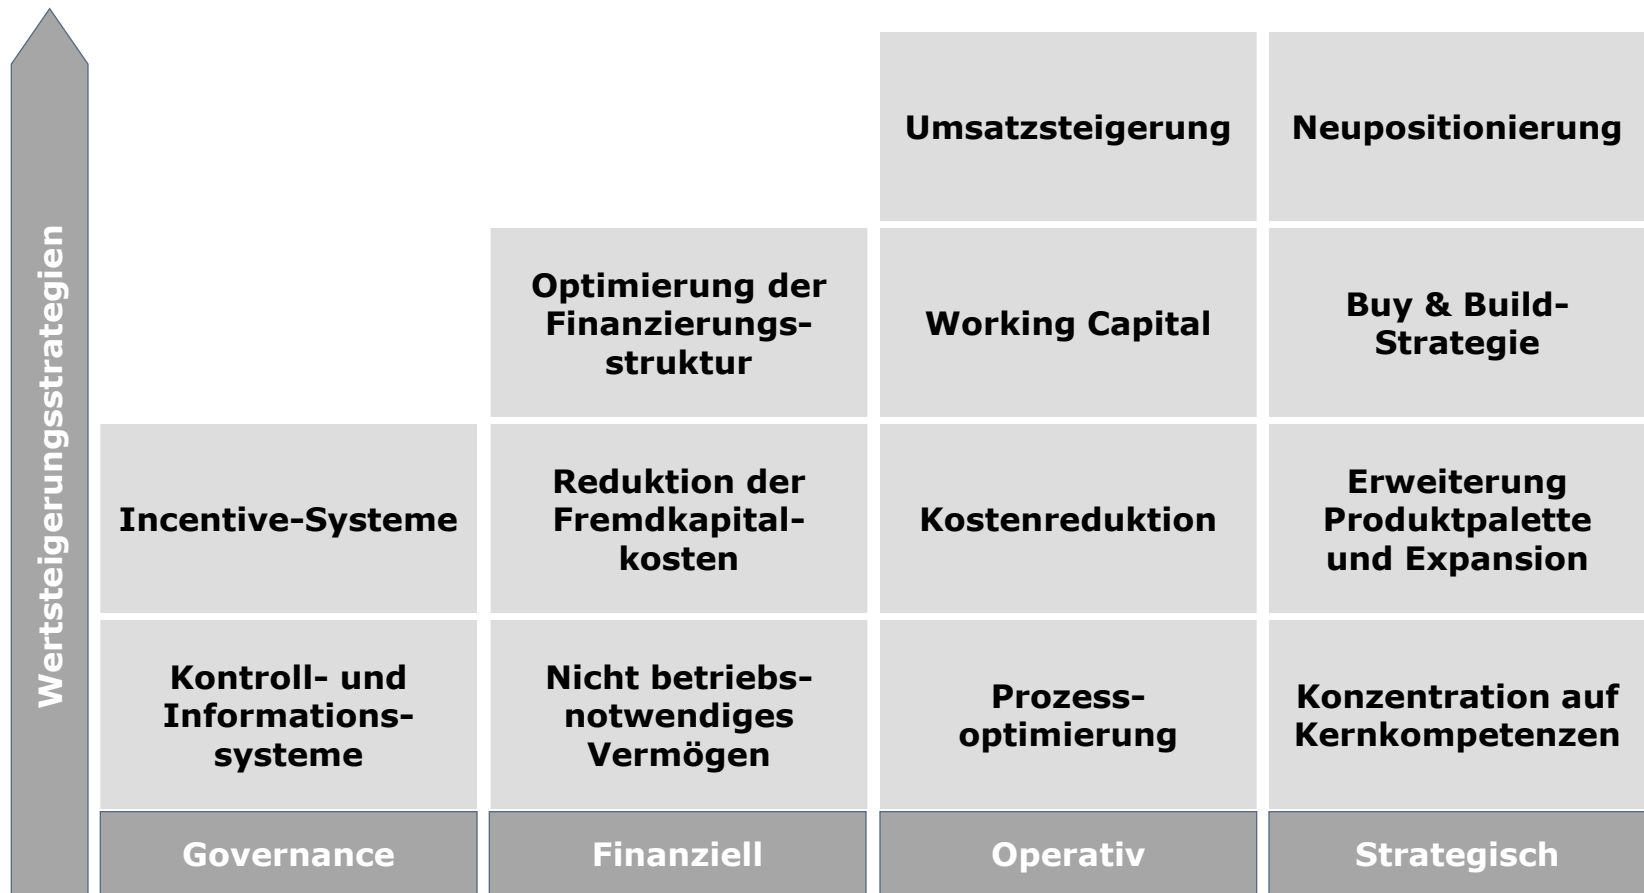 Wertsteigerungsstrategien
Umsatzsteigerung
Neupositionierung
Optimierung der
Finanzierungs-
struktur
Working Capital
Buy & Build-
Strategie
Incentive-Systeme
Reduktion der
Fremdkapital-
kosten
Kostenreduktion
Erweiterung
Produktpalette
und Expansion
Kontroll- und
Informations-
systeme
Nicht betriebs-
notwendiges
Vermögen
Prozess-
optimierung
Konzentration auf
Kernkompetenzen
Governance
Finanziell
Operativ
Strategisch